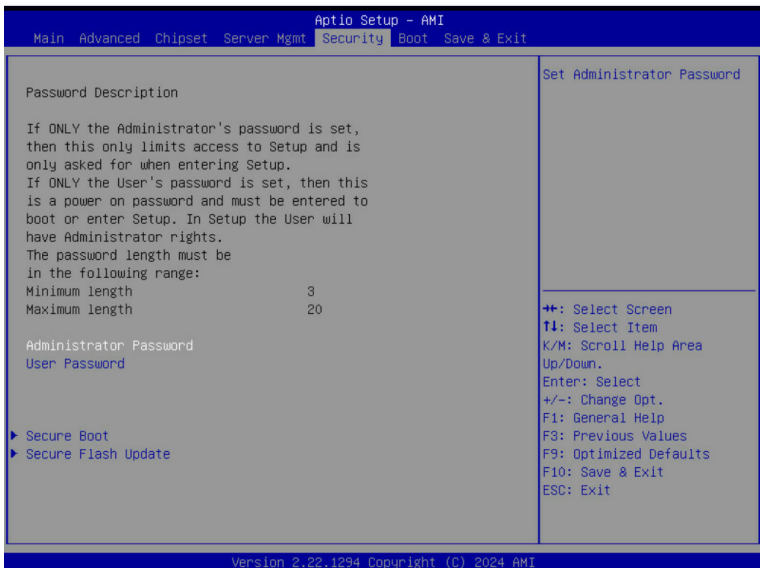 Aptio Setup - AMI
Main Advanced Chipset Server Mgmt Security Boot Save & Exit
Password Description
If ONLY the Administrator's password is set,
then this only limits access to Setup and is
only asked for when entering Setup.
If ONLY the User's password is set, then this
is a power on password and must be entered to
boot or enter Setup. In Setup the User will
have Administrator rights.
The password length must be
in the following range:
Minimum length 3
Maximum length 20
Administrator Password
User Password
Secure Boot
Secure Flash Update
Set Administrator Password
→←: Select Screen
↑↓: Select Item
K/M: Scroll Help Area
Up/Down.
Enter: Select
+/-: Change Opt.
F1: General Help
F3: Previous Values
F9: Optimized Defaults
F10: Save & Exit
ESC: Exit
Version 2.22.1294 Copyright (C) 2024 AMI